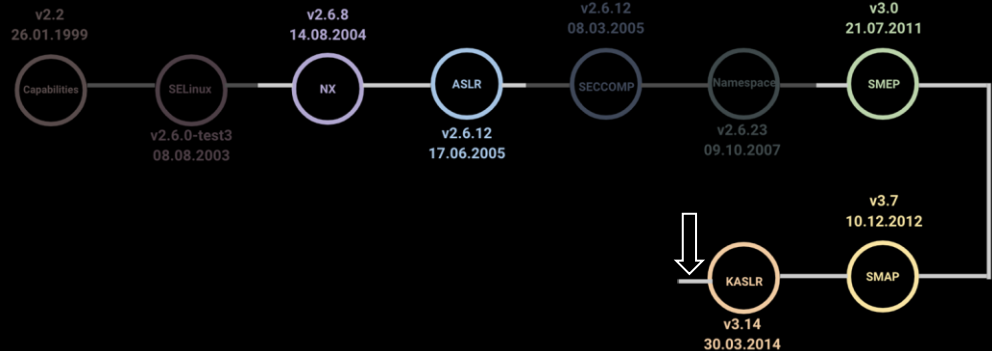 v2.2
26.01.1999
Capabilities
SELinux
v2.6.0-test3
08.08.2003
v2.6.8
14.08.2004
NX
ASLR
v2.6.12
17.06.2005
v2.6.12
08.03.2005
SECCOMP
Namespace
v2.6.23
09.10.2007
v3.0
21.07.2011
SMEP
v3.7
10.12.2012
SMAP
KASLR
v3.14
30.03.2014